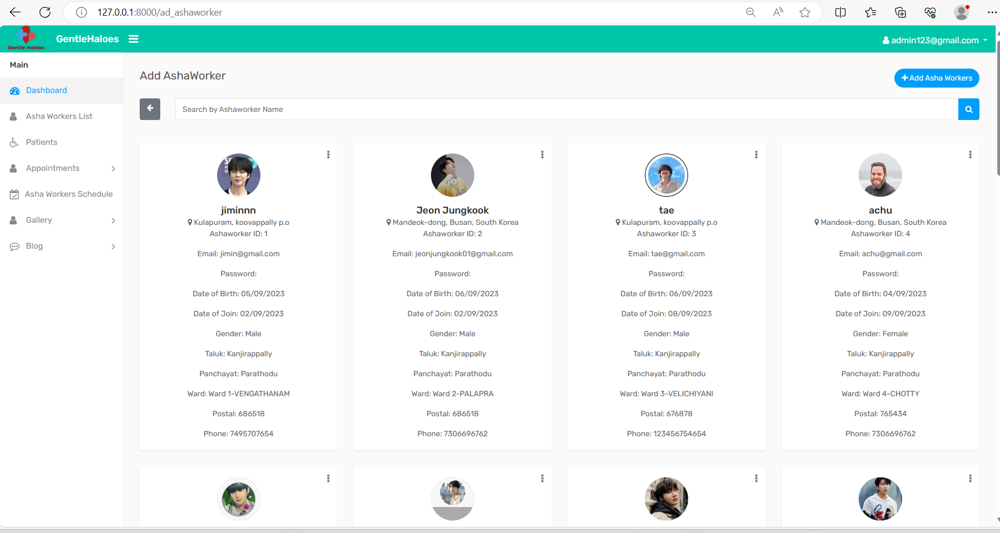 127.0.0.1:8000/ad_ashaworker
Gentle Haloes
GentleHaloes
admin123@gmail.com
Main
Dashboard
Asha Workers List
Patients
Appointments
Asha Workers Schedule
Gallery
Blog
Add AshaWorker
Add Asha Workers
Search by Ashaworker Name
jiminnn
Kulapuram, koovappally p.o
Ashaworker ID: 1
Email: jimin@gmail.com
Password:
Date of Birth: 05/09/2023
Date of Join: 02/09/2023
Gender: Male
Taluk: Kanjirappally
Panchayat: Parathodu
Ward: Ward 1-VENGATHANAM
Postal: 686518
Phone: 7495707654
Jeon Jungkook
Mandeok-dong, Busan, South Korea
Ashaworker ID: 2
Email: jeonjungkook01@gmail.com
Password:
Date of Birth: 06/09/2023
Date of Join: 02/09/2023
Gender: Male
Taluk: Kanjirappally
Panchayat: Parathodu
Ward: Ward 2-PALAPRA
Postal: 686518
Phone: 7306696762
tae
Kulapuram, koovappally p.o
Ashaworker ID: 3
Email: tae@gmail.com
Password:
Date of Birth: 06/09/2023
Date of Join: 08/09/2023
Gender: Male
Taluk: Kanjirappally
Panchayat: Parathodu
Ward: Ward 3-VELICHIYANI
Postal: 676878
Phone: 123456754654
achu
Mandeok-dong, Busan, South Korea
Ashaworker ID: 4
Email: achu@gmail.com
Password:
Date of Birth: 04/09/2023
Date of Join: 09/09/2023
Gender: Female
Taluk: Kanjirappally
Panchayat: Parathodu
Ward: Ward 4-CHOTTY
Postal: 765434
Phone: 7306696762